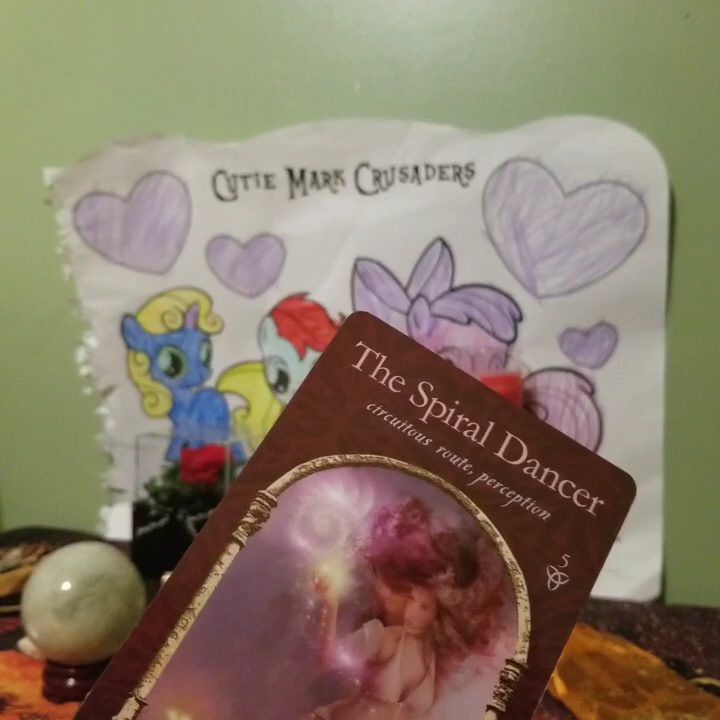 Cutie Mark Crusaders
The Spiral Dancer
circuitous route, perception
5